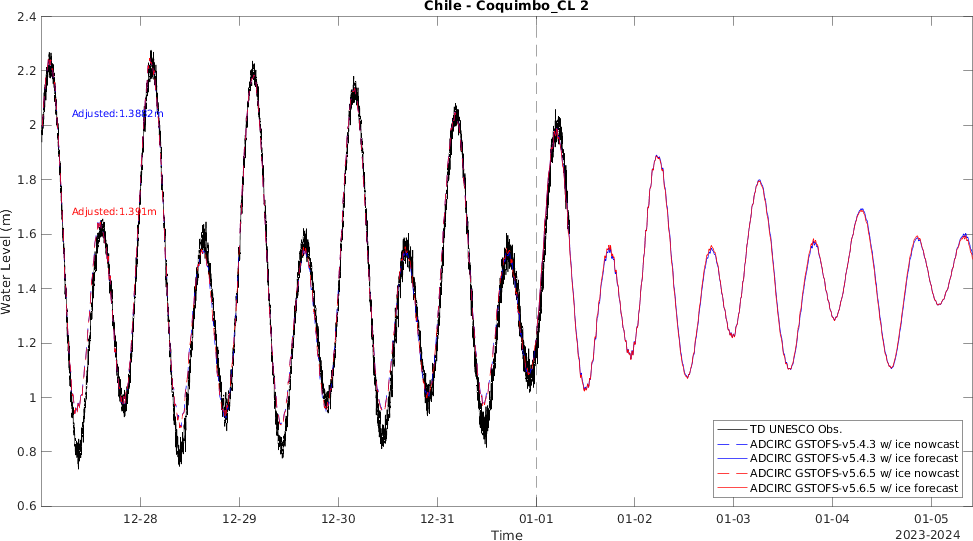 Chile - Coquimbo_CL 2
2.4
2.2
2
1.8
1.6
1.4
1.2
1
0.8
0.6
Water Level (m)
Adjusted:1.3882m
Adjusted:1.391m
TD UNESCO Obs.
ADCIRC GSTOFS-v5.4.3 w/ ice nowcast
ADCIRC GSTOFS-v5.4.3 w/ ice forecast
ADCIRC GSTOFS-v5.6.5 w/ ice nowcast
ADCIRC GSTOFS-v5.6.5 w/ ice forecast
12-28 12-29 12-30 12-31 01-01 01-02 01-03 01-04 01-05
Time
2023-2024